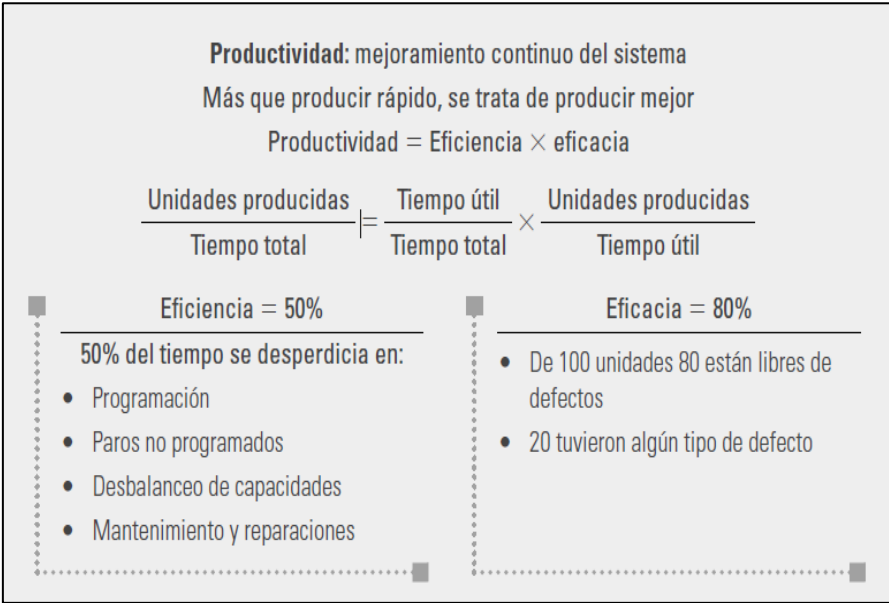 Productividad: mejoramiento continuo del sistema
Más que producir rápido, se trata de producir mejor
Productividad = Eficiencia × eficacia
Unidades producidas / Tiempo total |= Tiempo útil / Tiempo total × Unidades producidas / Tiempo útil
Eficiencia = 50%
50% del tiempo se desperdicia en:
• Programación
• Paros no programados
• Desbalanceo de capacidades
• Mantenimiento y reparaciones
Eficacia = 80%
• De 100 unidades 80 están libres de
defectos
• 20 tuvieron algún tipo de defecto